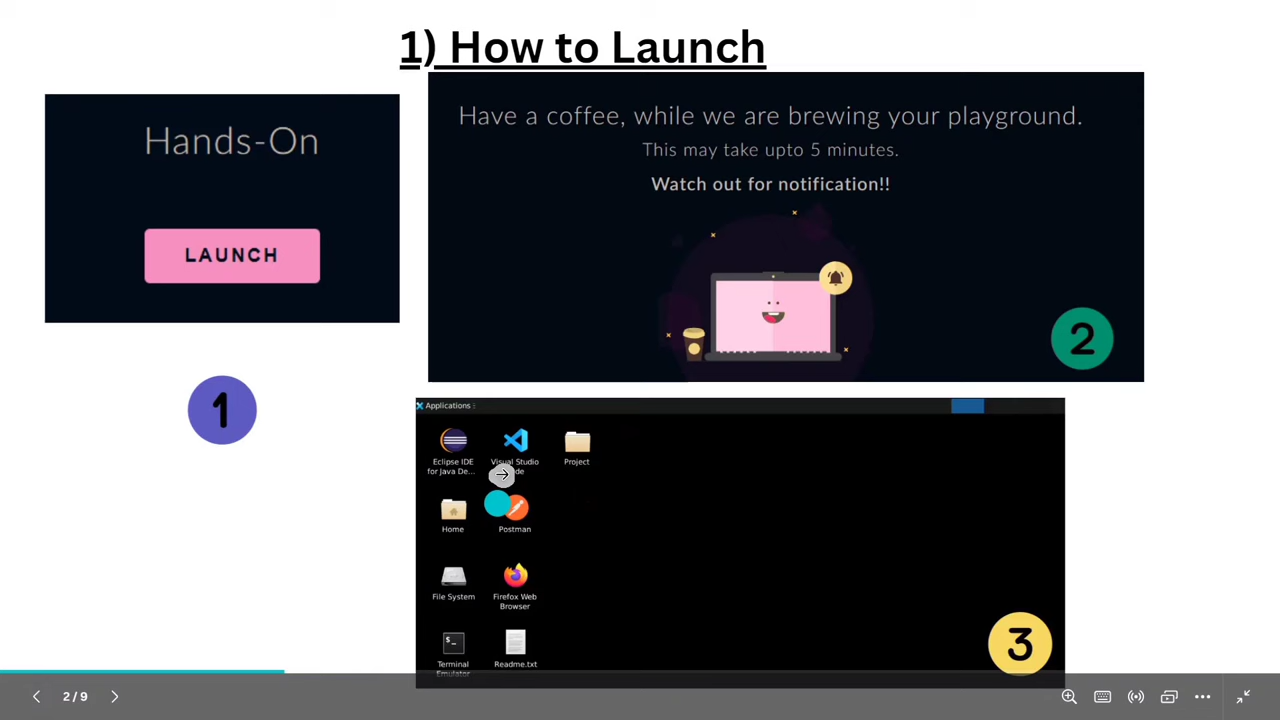 1) How to Launch
Hands-On
LAUNCH
1
Have a coffee, while we are brewing your playground.
This may take upto 5 minutes.
Watch out for notification!!
2
Applications
Eclipse IDE
for Java De...
Visual Studio
Project
Home
Postman
File System
Firefox Web
Browser
Terminal
Emulator
Readme.txt
3
2 / 9